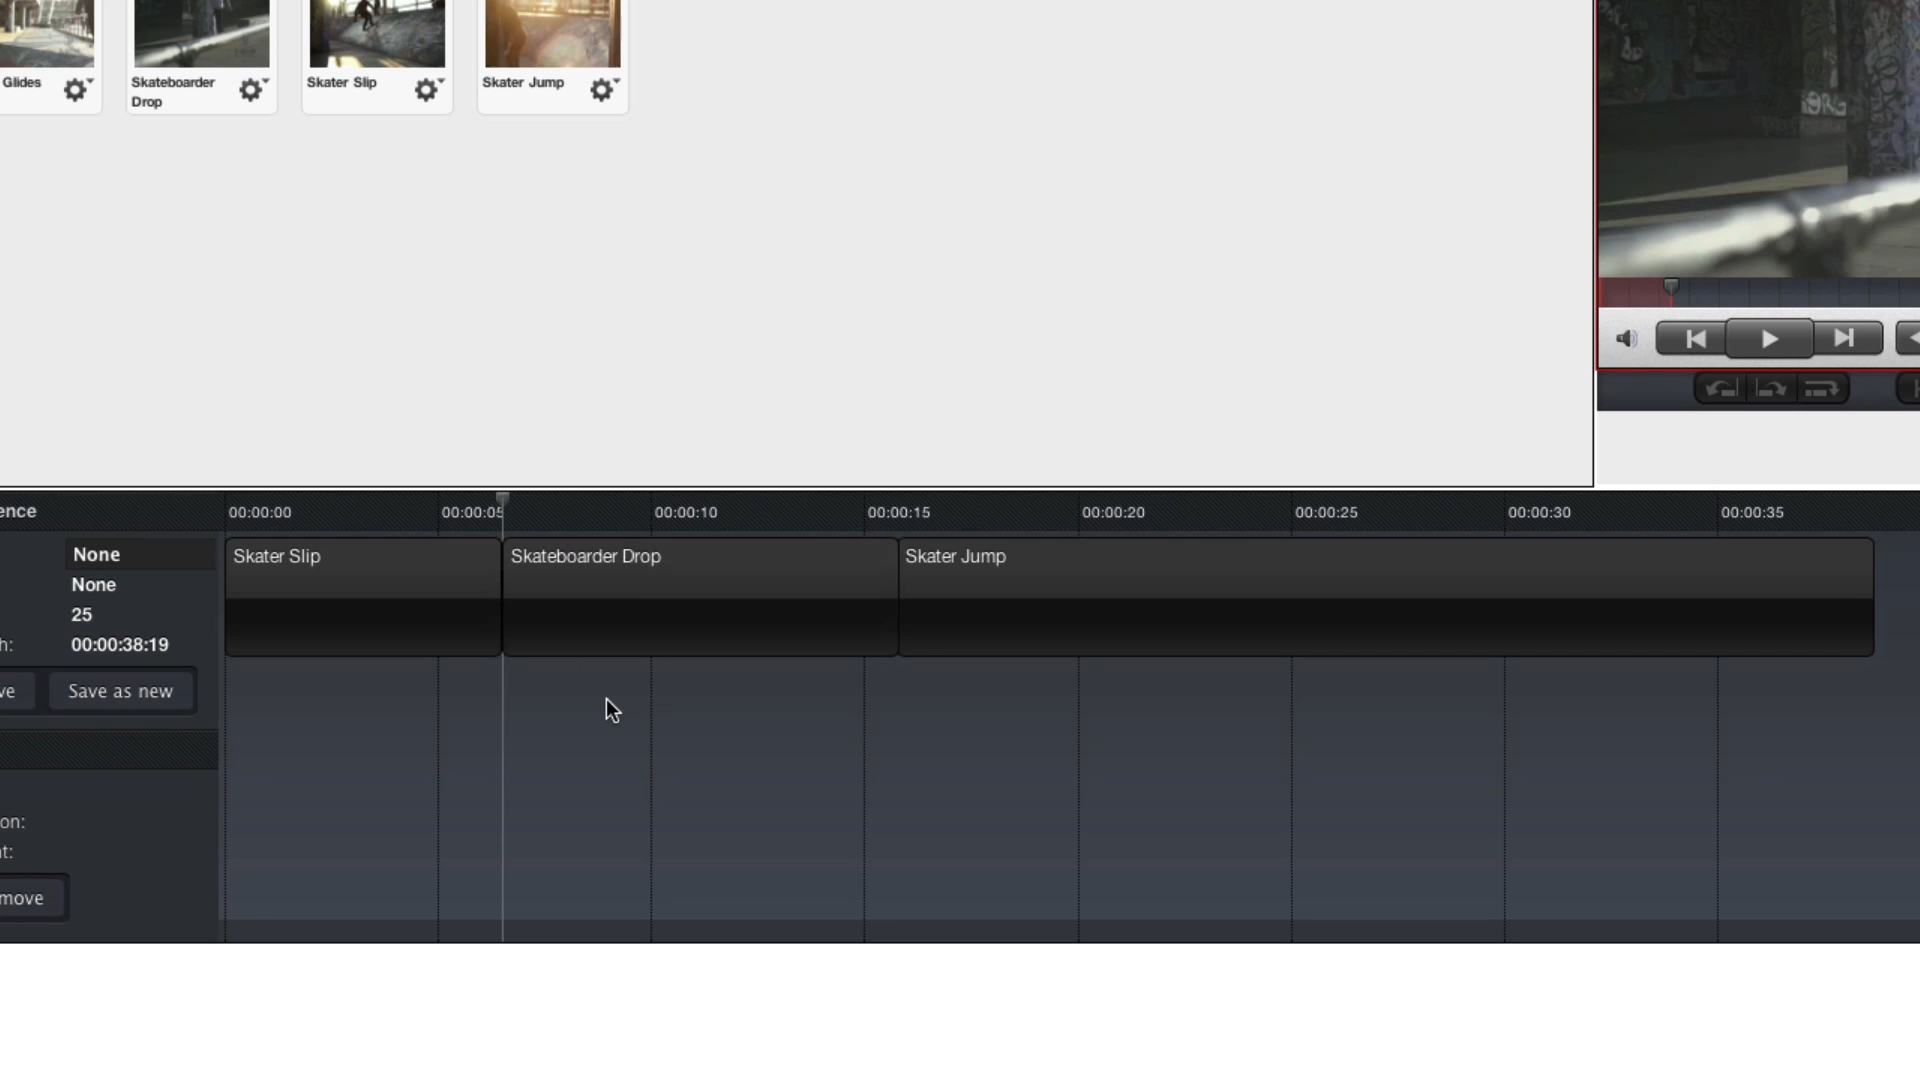 Glides
Skateboarder
Drop
Skater Slip
Skater Jump
ence
00:00:00
00:00:05
00:00:10
00:00:15
00:00:20
00:00:25
00:00:30
00:00:35
None
Skater Slip
Skateboarder Drop
Skater Jump
None
25
h:
00:00:38:19
ve
Save as new
on:
t:
move